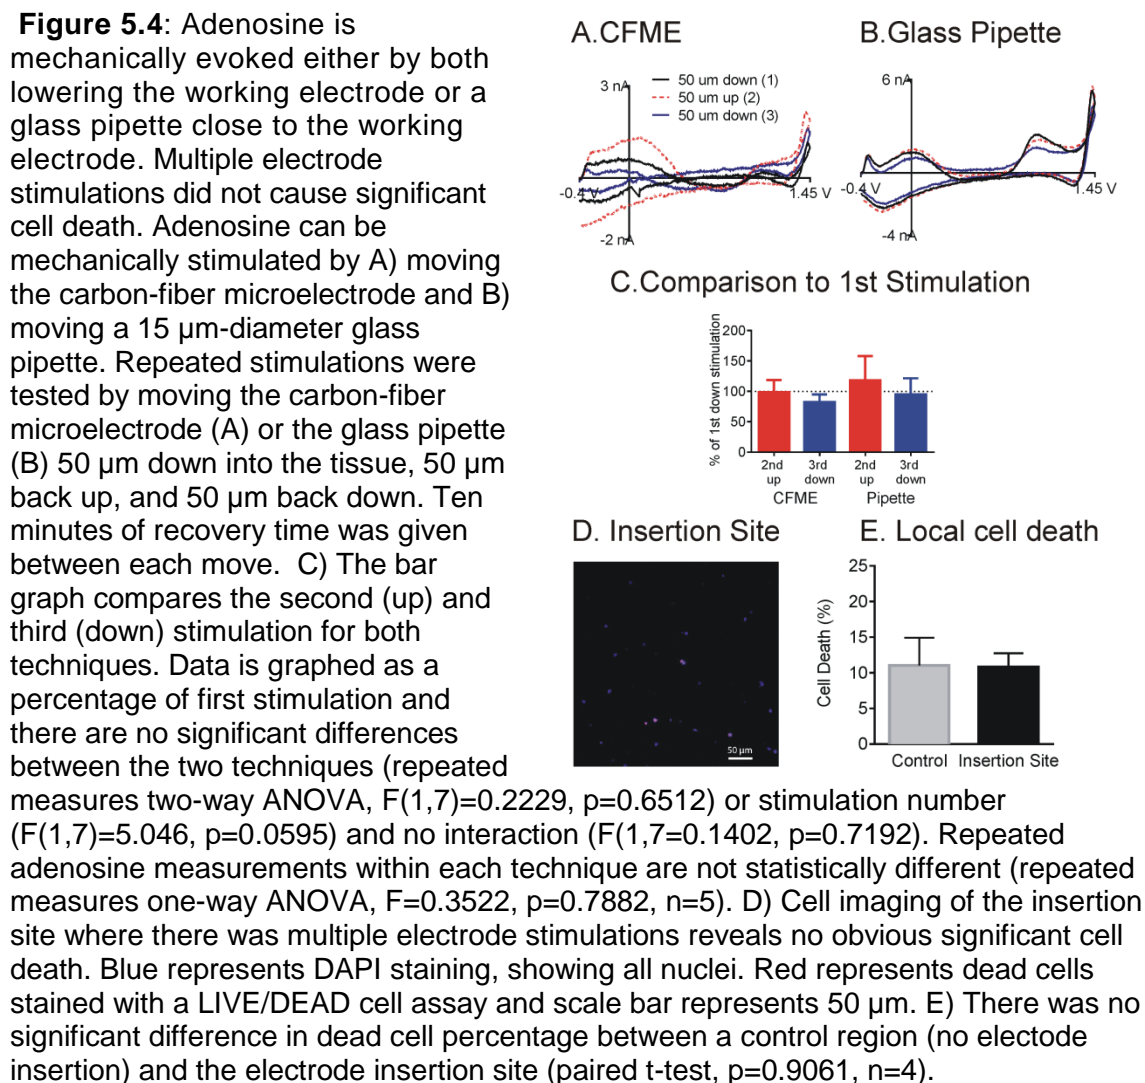 Figure 5.4: Adenosine is
mechanically evoked either by both
lowering the working electrode or a
glass pipette close to the working
electrode. Multiple electrode
stimulations did not cause significant
cell death. Adenosine can be
mechanically stimulated by A) moving
the carbon-fiber microelectrode and B)
moving a 15 µm-diameter glass
pipette. Repeated stimulations were
tested by moving the carbon-fiber
microelectrode (A) or the glass pipette
(B) 50 µm down into the tissue, 50 µm
back up, and 50 µm back down. Ten
minutes of recovery time was given
between each move.  C) The bar
graph compares the second (up) and
third (down) stimulation for both
techniques. Data is graphed as a
percentage of first stimulation and
there are no significant differences
between the two techniques (repeated
measures two-way ANOVA, F(1,7)=0.2229, p=0.6512) or stimulation number
(F(1,7)=5.046, p=0.0595) and no interaction (F(1,7=0.1402, p=0.7192). Repeated
adenosine measurements within each technique are not statistically different (repeated
measures one-way ANOVA, F=0.3522, p=0.7882, n=5). D) Cell imaging of the insertion
site where there was multiple electrode stimulations reveals no obvious significant cell
death. Blue represents DAPI staining, showing all nuclei. Red represents dead cells
stained with a LIVE/DEAD cell assay and scale bar represents 50 µm. E) There was no
significant difference in dead cell percentage between a control region (no electode
insertion) and the electrode insertion site (paired t-test, p=0.9061, n=4).
A.CFME
3 nA
50 um down (1)
50 um up (2)
50 um down (3)
-0.4 V
1.45 V
-2 nA
B.Glass Pipette
6 nA
-0.4 V
1.45 V
-4 nA
C.Comparison to 1st Stimulation
% of 1st down stimulation
200
150
100
50
0
2nd up
3rd down
2nd up
3rd down
CFME
Pipette
D. Insertion Site
50 µm
E. Local cell death
Cell Death (%)
25
20
15
10
5
0
Control
Insertion Site